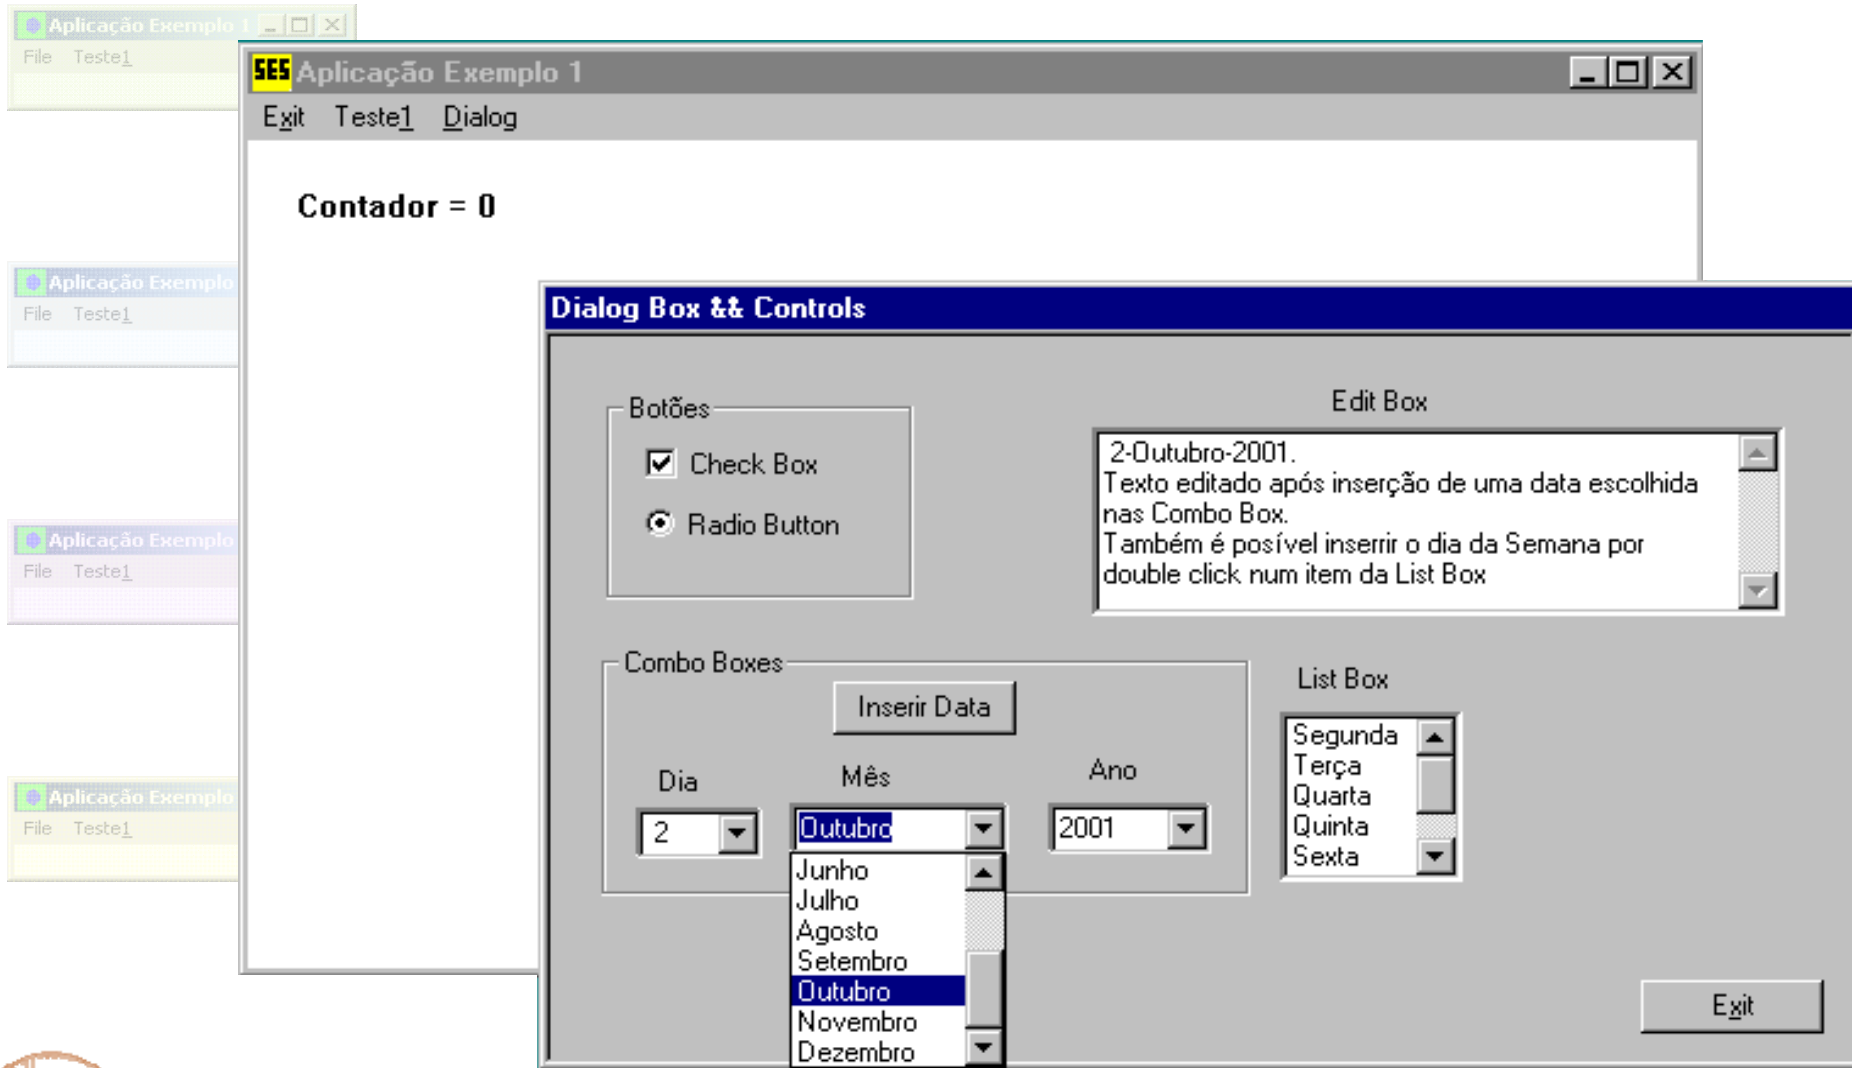 Aplicação Exemplo 1
File Teste1
SES Aplicação Exemplo 1
Exit Teste1 Dialog
Contador = 0
Aplicação Exemplo
File Teste1
Aplicação Exemplo
File Teste1
Aplicação Exemplo
File Teste1
Dialog Box && Controls
Botões
Check Box
Radio Button
Edit Box
2-Outubro-2001.
Texto editado após inserção de uma data escolhida
nas Combo Box.
Também é posível inserrir o dia da Semana por
double click num item da List Box
Combo Boxes
Inserir Data
Dia
Mês
Ano
2
Outubro
2001
Junho
Julho
Agosto
Setembro
Outubro
Novembro
Dezembro
List Box
Segunda
Terça
Quarta
Quinta
Sexta
Exit